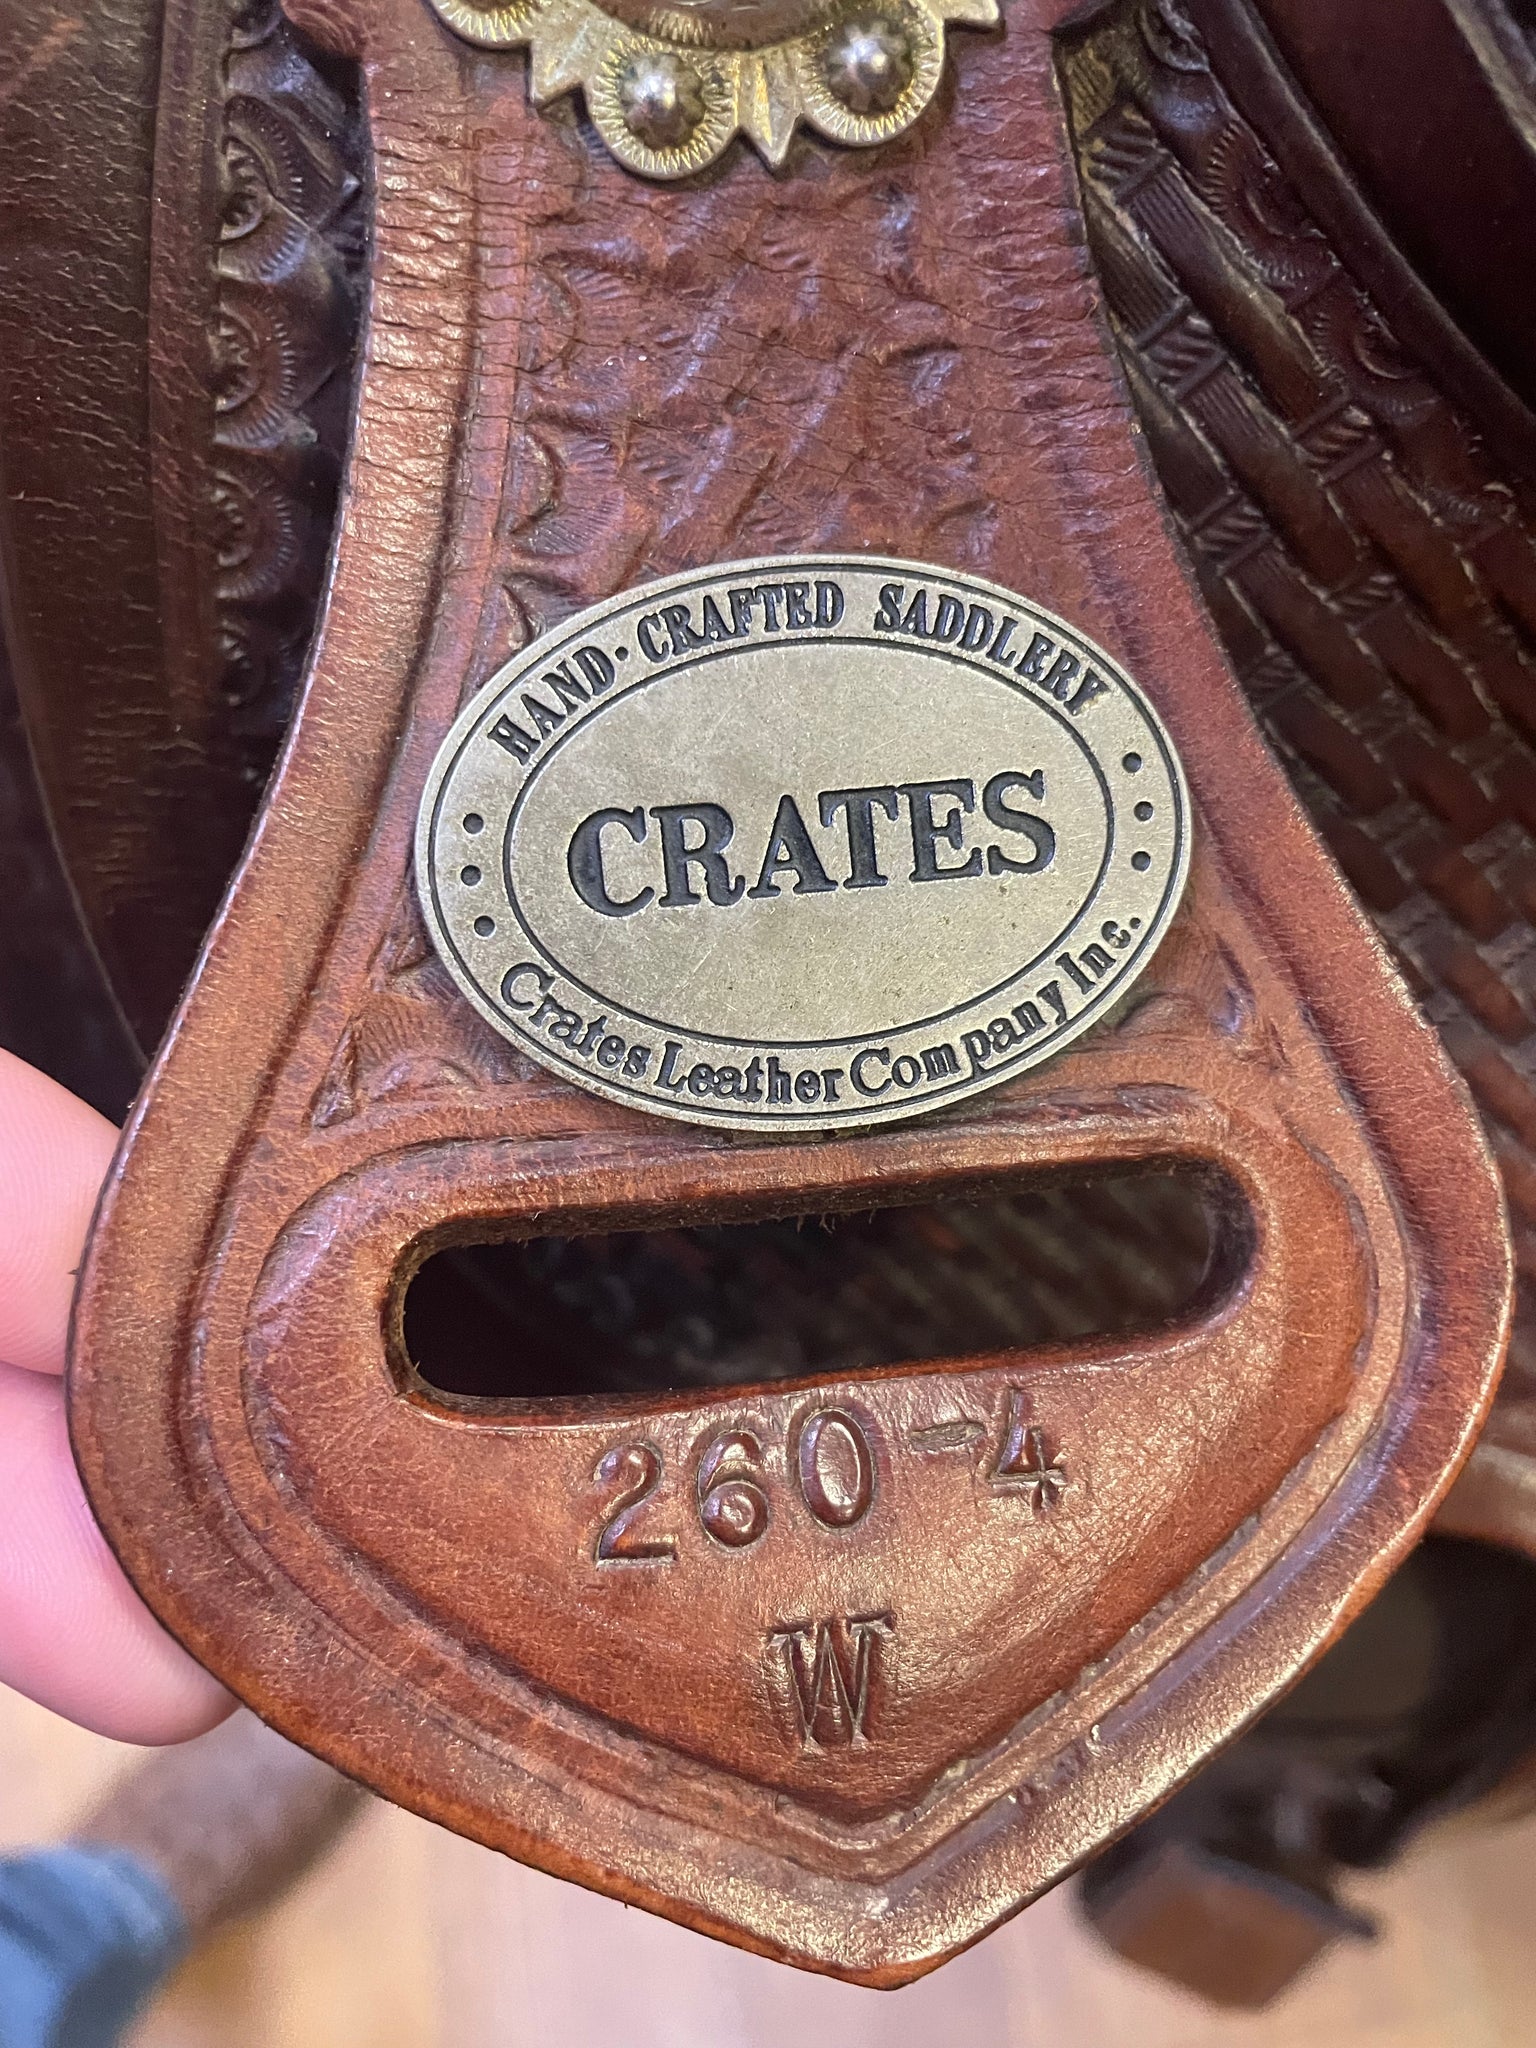 HAND-CRAFTED SADDLERY
CRATES
Crates Leather Company Inc.
260-4
W